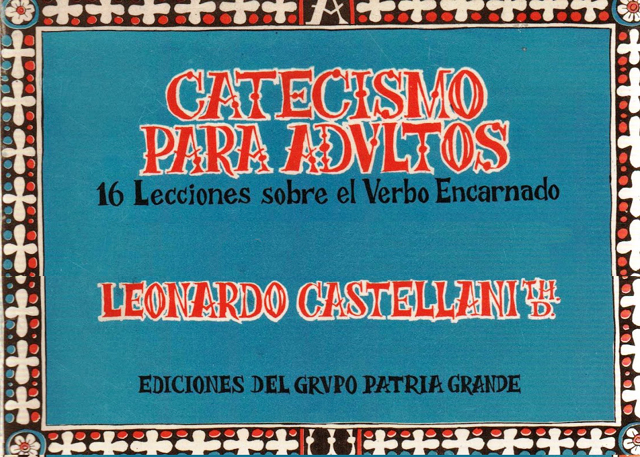 A
CATECISMO
PARA ADVLTOS
16 Lecciones sobre el Verbo Encarnado
LEONARDO CASTELLANI TH.
D.
EDICIONES DEL GRVPO PATRIA GRANDE